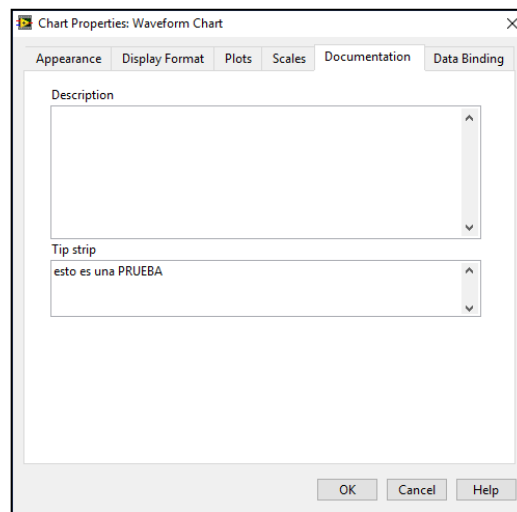 Chart Properties: Waveform Chart
Appearance Display Format Plots Scales Documentation Data Binding
Description
Tip strip
esto es una PRUEBA
OK Cancel Help